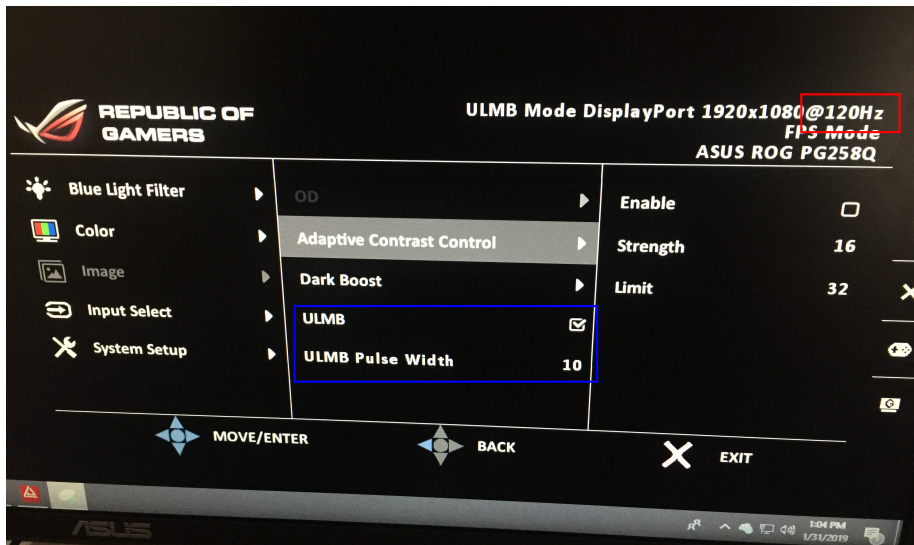 REPUBLIC OF
GAMERS
ULMB Mode DisplayPort 1920x1080@120Hz
FPS Mode
ASUS ROG PG258Q
Blue Light Filter
Color
Image
Input Select
System Setup
OD
Adaptive Contrast Control
Dark Boost
ULMB
ULMB Pulse Width 10
Enable
Strength 16
Limit 32
MOVE/ENTER
BACK
EXIT
1:04 PM
1/31/2019
ASUS